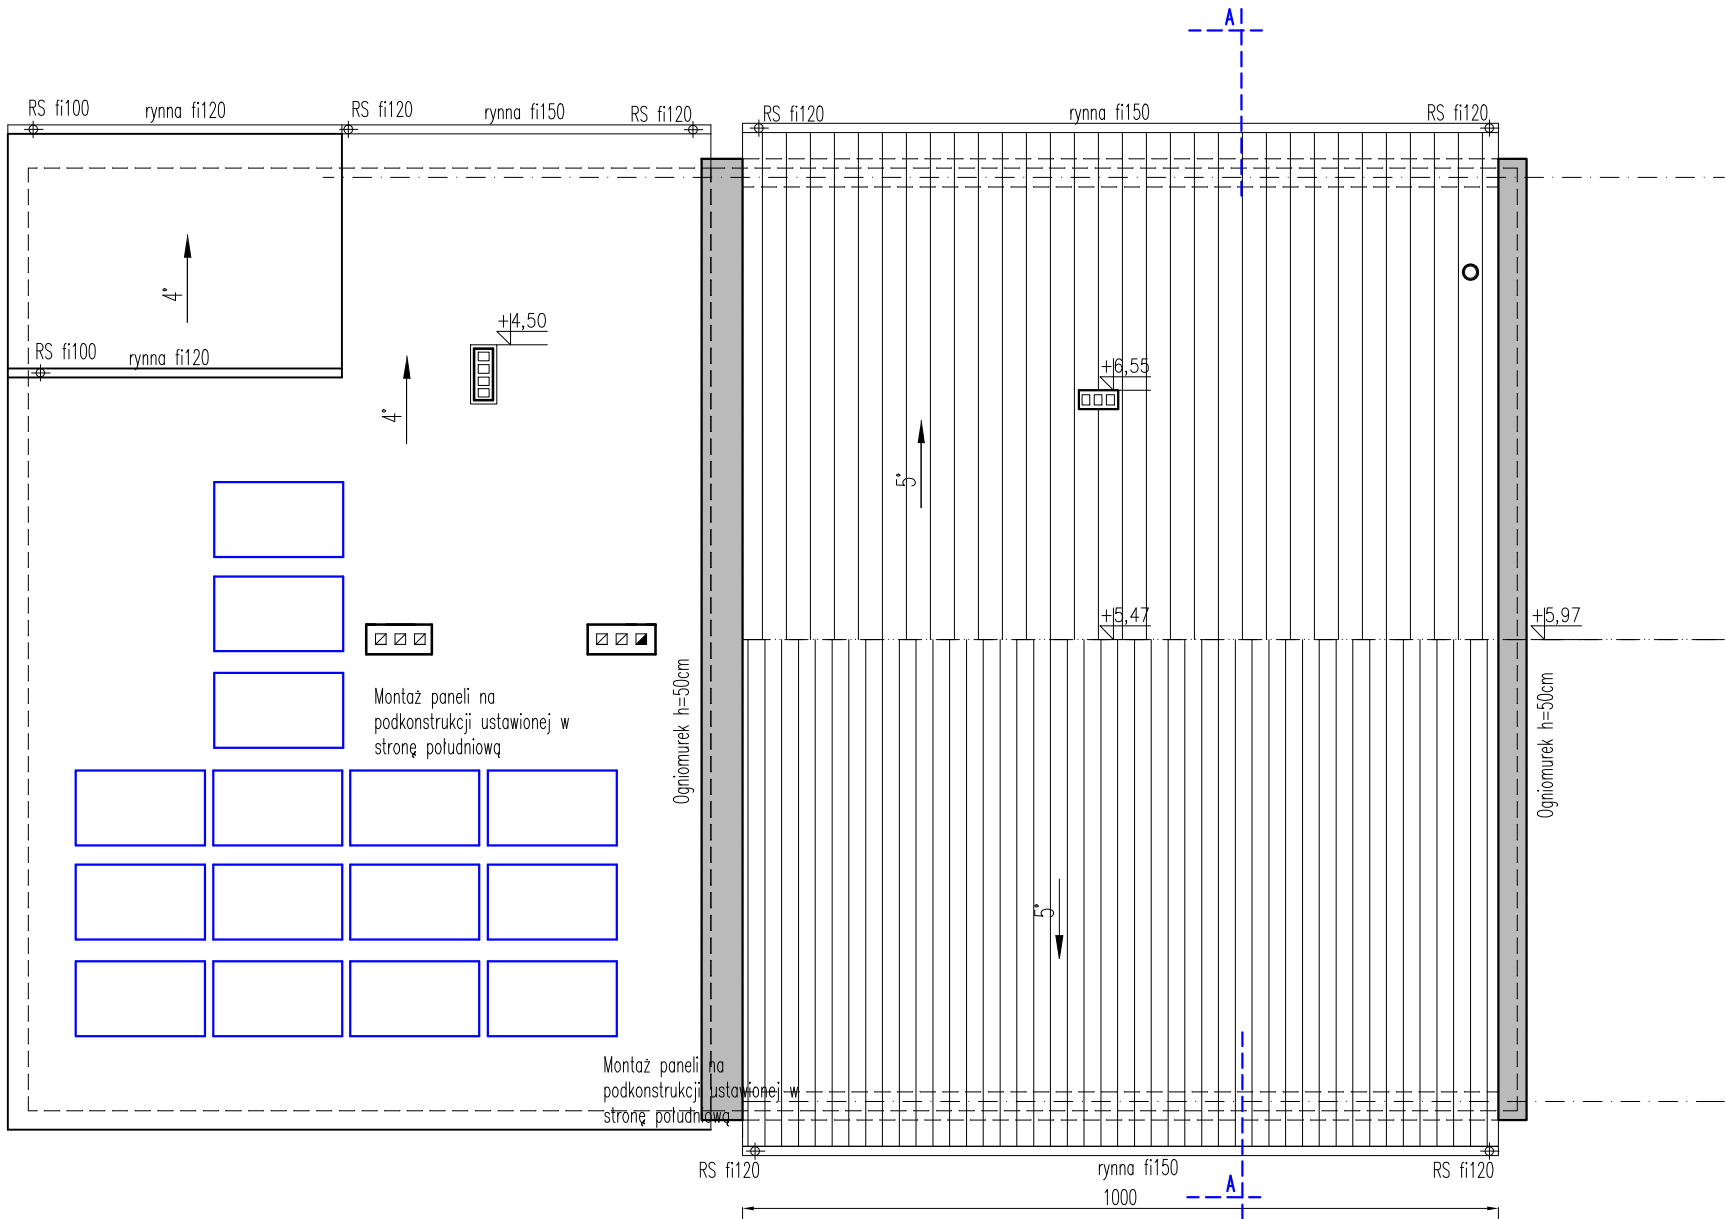 A
RS fi100
rynna fi120
RS fi120
rynna fi150
RS fi120
RS fi120
rynna fi150
RS fi120
4°
+4,50
RS fi100
rynna fi120
4°
+6,55
5°
+5,47
+5,97
Montaż paneli na
podkonstrukcji ustawionej w
stronę południową
Ogniomurek h=50cm
Ogniomurek h=50cm
5°
Montaż paneli na
podkonstrukcji ustawionej w
stronę południową
RS fi120
rynna fi150
RS fi120
A
1000